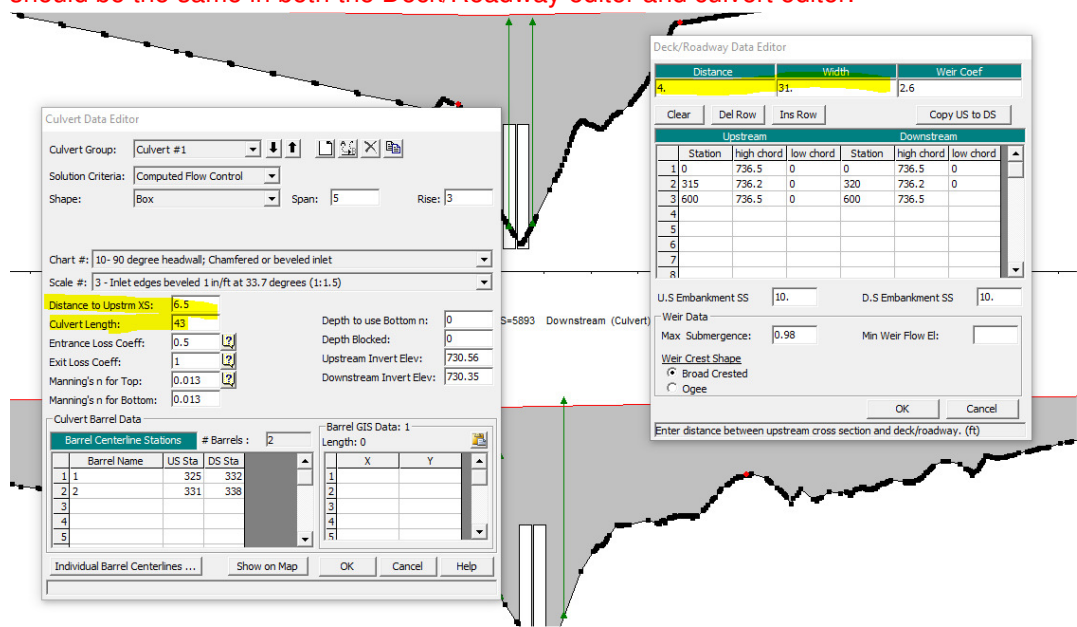 should be the same in both the Deck/Roadway editor and culvert editor.
Culvert Data Editor
Culvert Group: Culvert #1
Solution Criteria: Computed Flow Control
Shape: Box Span: 5 Rise: 3
Chart #: 10- 90 degree headwall; Chamfered or beveled inlet
Scale #: 3 - Inlet edges beveled 1 in/ft at 33.7 degrees (1:1.5)
Distance to Upstrm XS: 6.5
Culvert Length: 43
Entrance Loss Coeff: 0.5
Exit Loss Coeff: 1
Manning's n for Top: 0.013
Manning's n for Bottom: 0.013
Depth to use Bottom n: 0
Depth Blocked: 0
Upstream Invert Elev: 730.56
Downstream Invert Elev: 730.35
Culvert Barrel Data
Barrel Centerline Stations # Barrels : 2
Barrel Name US Sta DS Sta
1 1 325 332
2 2 331 338
3
4
5
Barrel GIS Data: 1
Length: 0
X Y
1
2
3
4
5
Individual Barrel Centerlines ... Show on Map OK Cancel Help
S=5893 Downstream (Culvert)
Deck/Roadway Data Editor
Distance Width Weir Coef
4. 31. 2.6
Clear Del Row Ins Row Copy US to DS
Upstream Downstream
Station high chord low chord Station high chord low chord
1 0 736.5 0 0 736.5 0
2 315 736.2 0 320 736.2 0
3 600 736.5 600 736.5
4
5
6
7
8
U.S Embankment SS 10. D.S Embankment SS 10.
Weir Data
Max Submergence: 0.98 Min Weir Flow El:
Weir Crest Shape
Broad Crested
Ogee
OK Cancel
Enter distance between upstream cross section and deck/roadway. (ft)